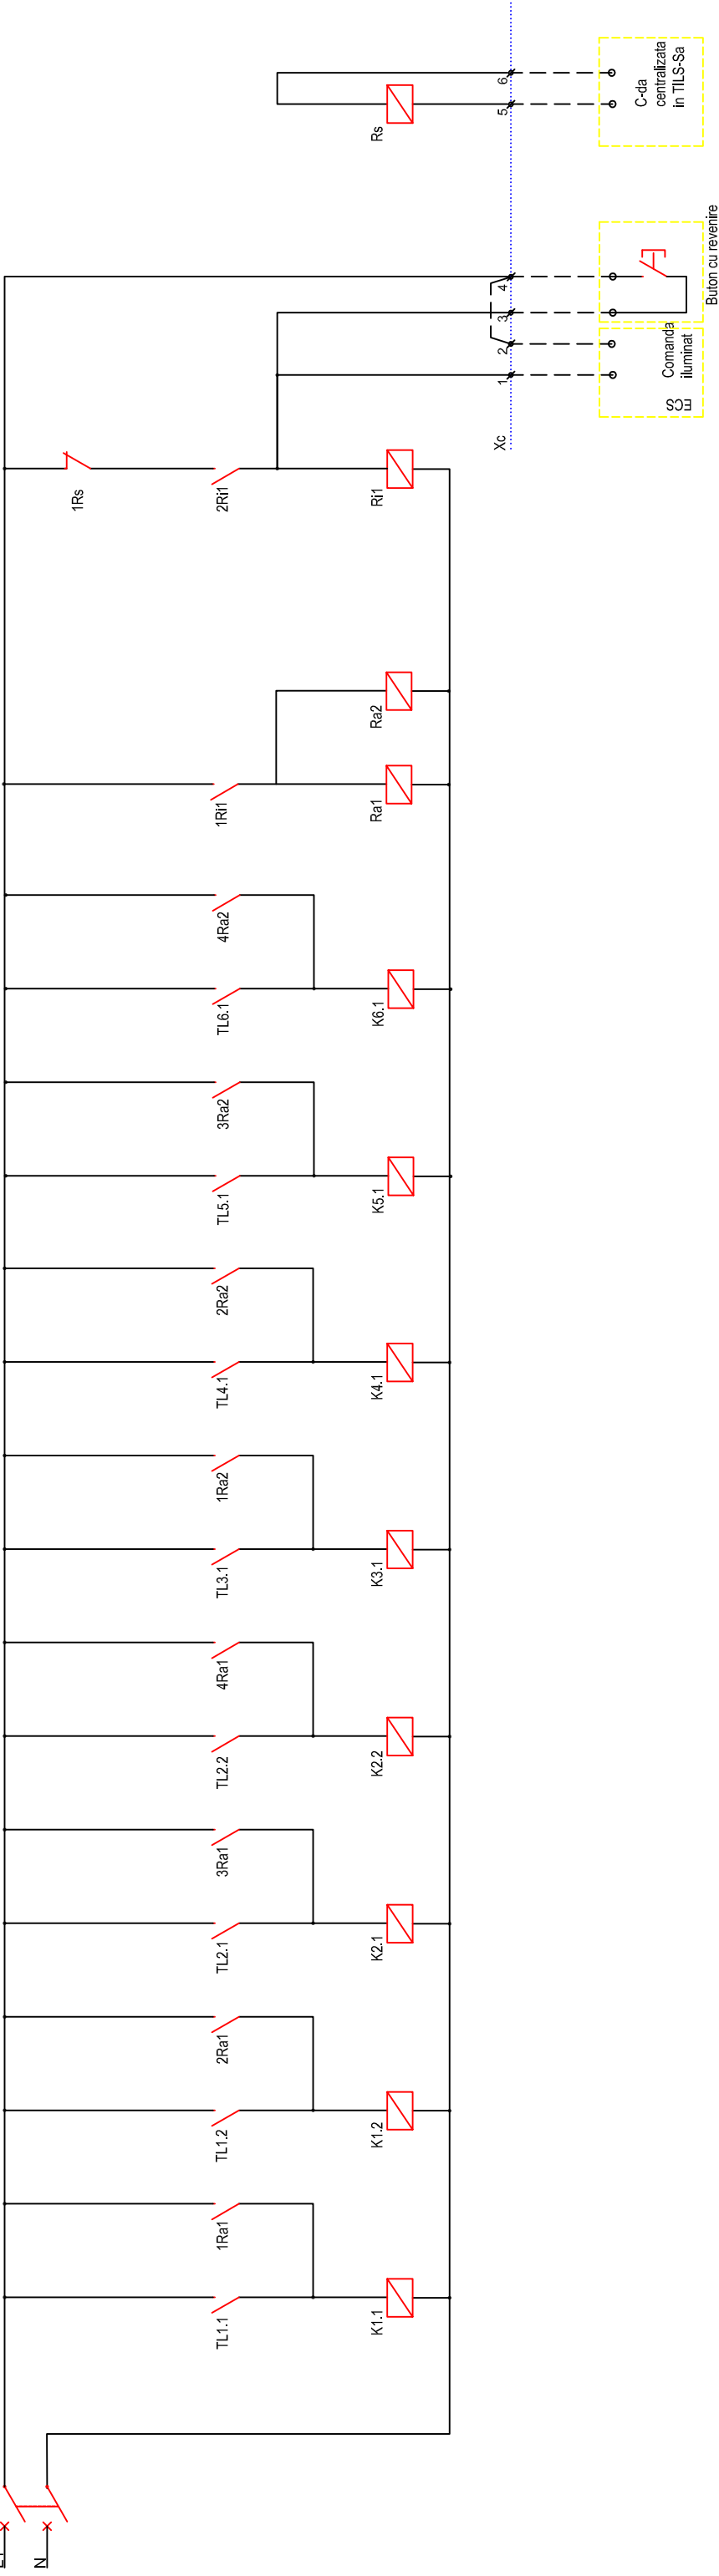 L1
N
TL1.1
1Ra1
K1.1
TL1.2
2Ra1
K1.2
TL2.1
3Ra1
K2.1
TL2.2
4Ra1
K2.2
TL3.1
1Ra2
K3.1
TL4.1
2Ra2
K4.1
TL5.1
3Ra2
K5.1
TL6.1
4Ra2
K6.1
1Ri1
Ra1
Ra2
1Rs
2Ri1
Ri1
Rs
Xc
1
2
3
4
5
6
ECS
Comanda
iluminat
Buton cu revenire
C-da
centralizata
in TILS-Sa